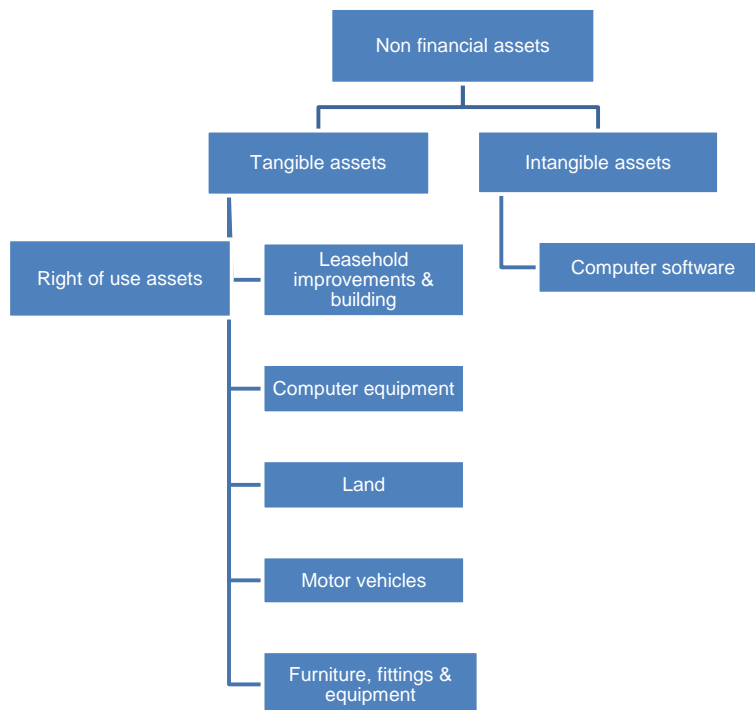 Non financial assets
Tangible assets
Intangible assets
Right of use assets
Leasehold
improvements &
building
Computer software
Computer equipment
Land
Motor vehicles
Furniture, fittings &
equipment